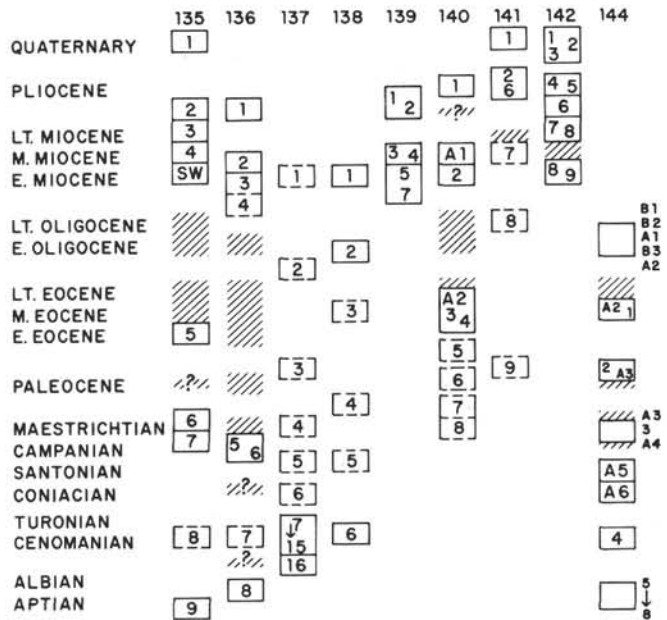 135 136 137 138 139 140 141 142 144
QUATERNARY 1 1 1 2
3
PLIOCENE 1 2 6 4 5
2 1 1 2 ? 6
LT. MIOCENE 3 7 8
M. MIOCENE 4 2 3 4 A1 7
E. MIOCENE SW 3 1 1 5 2 8 9
4 7
B1
LT. OLIGOCENE 8 B2
A1
E. OLIGOCENE 2 B3
2 A2
LT. EOCENE A2
M. EOCENE 3 3 4 A2 1
E. EOCENE 5
5
3 9 2 A3
PALEOCENE ? 6
4 7
6 A3
MAESTRICHTIAN 7 4 8 3
CAMPANIAN 5 6 A4
SANTONIAN 5 5 A5
CONIACIAN ? 6 A6
TURONIAN 7
CENOMANIAN 8 7 ↓ 6 4
15
? 16
ALBIAN 8 5
↓
APTIAN 9 8